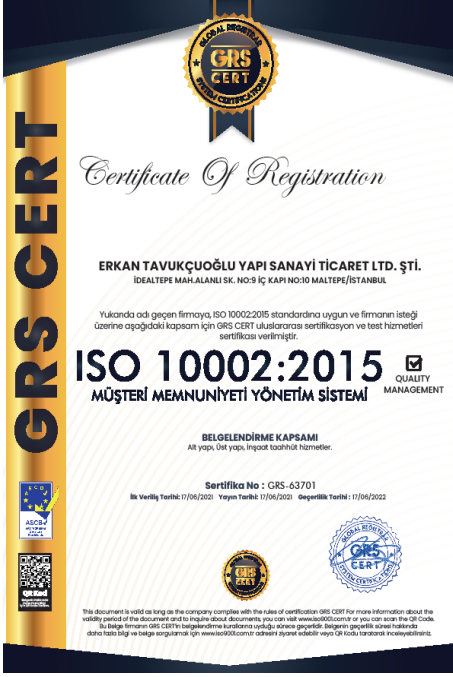 GLOBAL REGISTRAR
GRS
CERT
SYSTEM CERTIFICATIONS
GRS CERT
Certificate Of Registration
ERKAN TAVUKÇUOĞLU YAPI SANAYİ TİCARET LTD. ŞTİ.
İDEALTEPE MAH.ALANLI SK. NO:9 İÇ KAPI NO:10 MALTEPE/İSTANBUL
Yukarıda adı geçen firmaya, ISO 10002:2015 standardına uygun ve firmanın isteği
üzerine aşağıdaki kapsam için GRS CERT uluslararası sertifikasyon ve test hizmetleri
sertifikası verilmiştir.
ISO 10002:2015
MÜŞTERİ MEMNUNİYETİ YÖNETİM SİSTEMİ
QUALITY
MANAGEMENT
BELGELENDİRME KAPSAMI
Alt yapı, Üst yapı, İnşaat taahhüt hizmetler.
Sertifika No : GRS-63701
İlk Veriliş Tarihi: 17/06/2021 Yayın Tarihi: 17/06/2021 Geçerlilik Tarihi : 17/06/2022
ASCB
QR Kod
GLOBAL REGISTRAR
GRS
CERT
SYSTEM CERTIFICATIONS
GRS
CERT
This document is valid as long as the company complies with the rules of certification GRS CERT For more information about the
validity period of the document and to inquire about documents, you can visit www.iso9001.com.tr or you can scan the QR Code.
Bu Belge firmanın GRS CERT'in belgelendirme kurallarına uyduğu sürece geçerlidir. Belgenin geçerlilik süresi hakkında
daha fazla bilgi ve belge sorgulamak için www.iso9001.com.tr adresini ziyaret edebilir veya QR Kodu taratarak inceleyebilirsiniz.